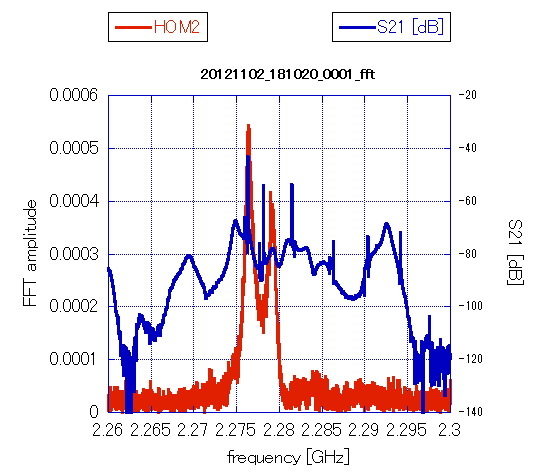 HOM2 S21 [dB]
20121102_181020_0001_fft
0.0006 -20
0.0005 -40
0.0004 -60
0.0003 -80
0.0002 -100
0.0001 -120
0 -140
FFT amplitude
S21 [dB]
2.26 2.265 2.27 2.275 2.28 2.285 2.29 2.295 2.3
frequency [GHz]